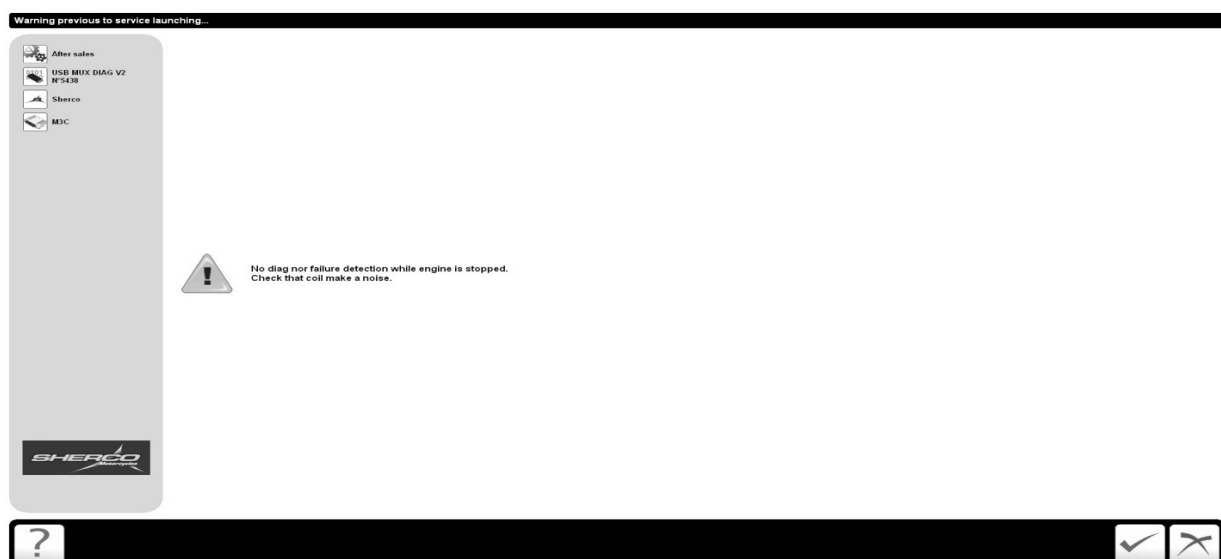 Warning previous to service launching...
After sales
USB MUX DIAG V2
N°5438
Sherco
M3C
No diag nor failure detection while engine is stopped.
Check that coil make a noise.
SHERCO
Motorcycles
?